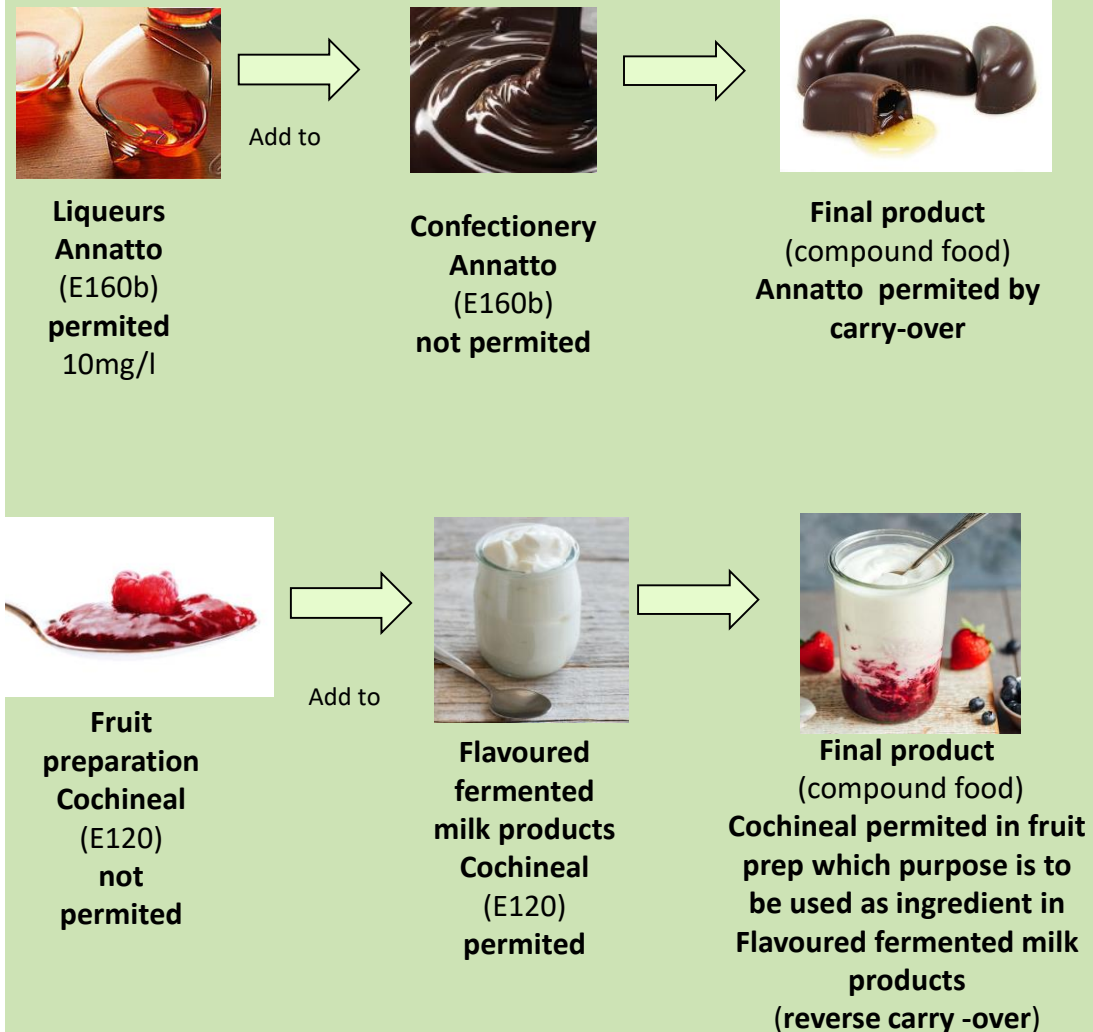 Add to
Liqueurs
Annatto
(E160b)
permited
10mg/l
Confectionery
Annatto
(E160b)
not permited
Final product
(compound food)
Annatto  permited by
carry-over
Add to
Fruit
preparation
Cochineal
(E120)
not
permited
Flavoured
fermented
milk products
Cochineal
(E120)
permited
Final product
(compound food)
Cochineal permited in fruit
prep which purpose is to
be used as ingredient in
Flavoured fermented milk
products
(reverse carry -over)